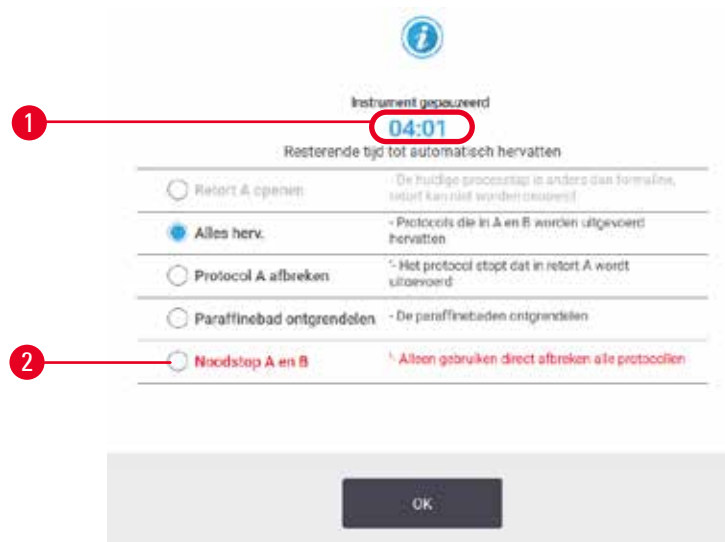 Instrument gepauzeerd
1
04:01
Resterende tijd tot automatisch hervatten
Retort A openen
- De huidige processtap is anders dan formaline,
retort kan niet worden geopend
Alles herv.
- Protocols die in A en B worden uitgevoerd
hervatten
Protocol A afbreken
- Het protocol stopt dat in retort A wordt
uitgevoerd
Paraffinebad ontgrendelen
- De paraffinebaden ontgrendelen
2
Noodstop A en B
- Alleen gebruiken direct afbreken alle protocollen
OK